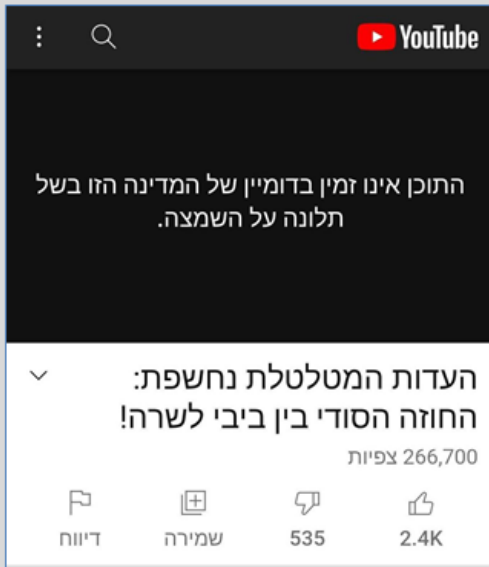 YouTube
התוכן אינו זמין בדומיין של המדינה הזו בשל
תלונה על השמצה.
העדות המטלטלת נחשפת:
החוזה הסודי בין ביבי לשרה!
266,700 צפיות
2.4K 535 שמירה דיווח